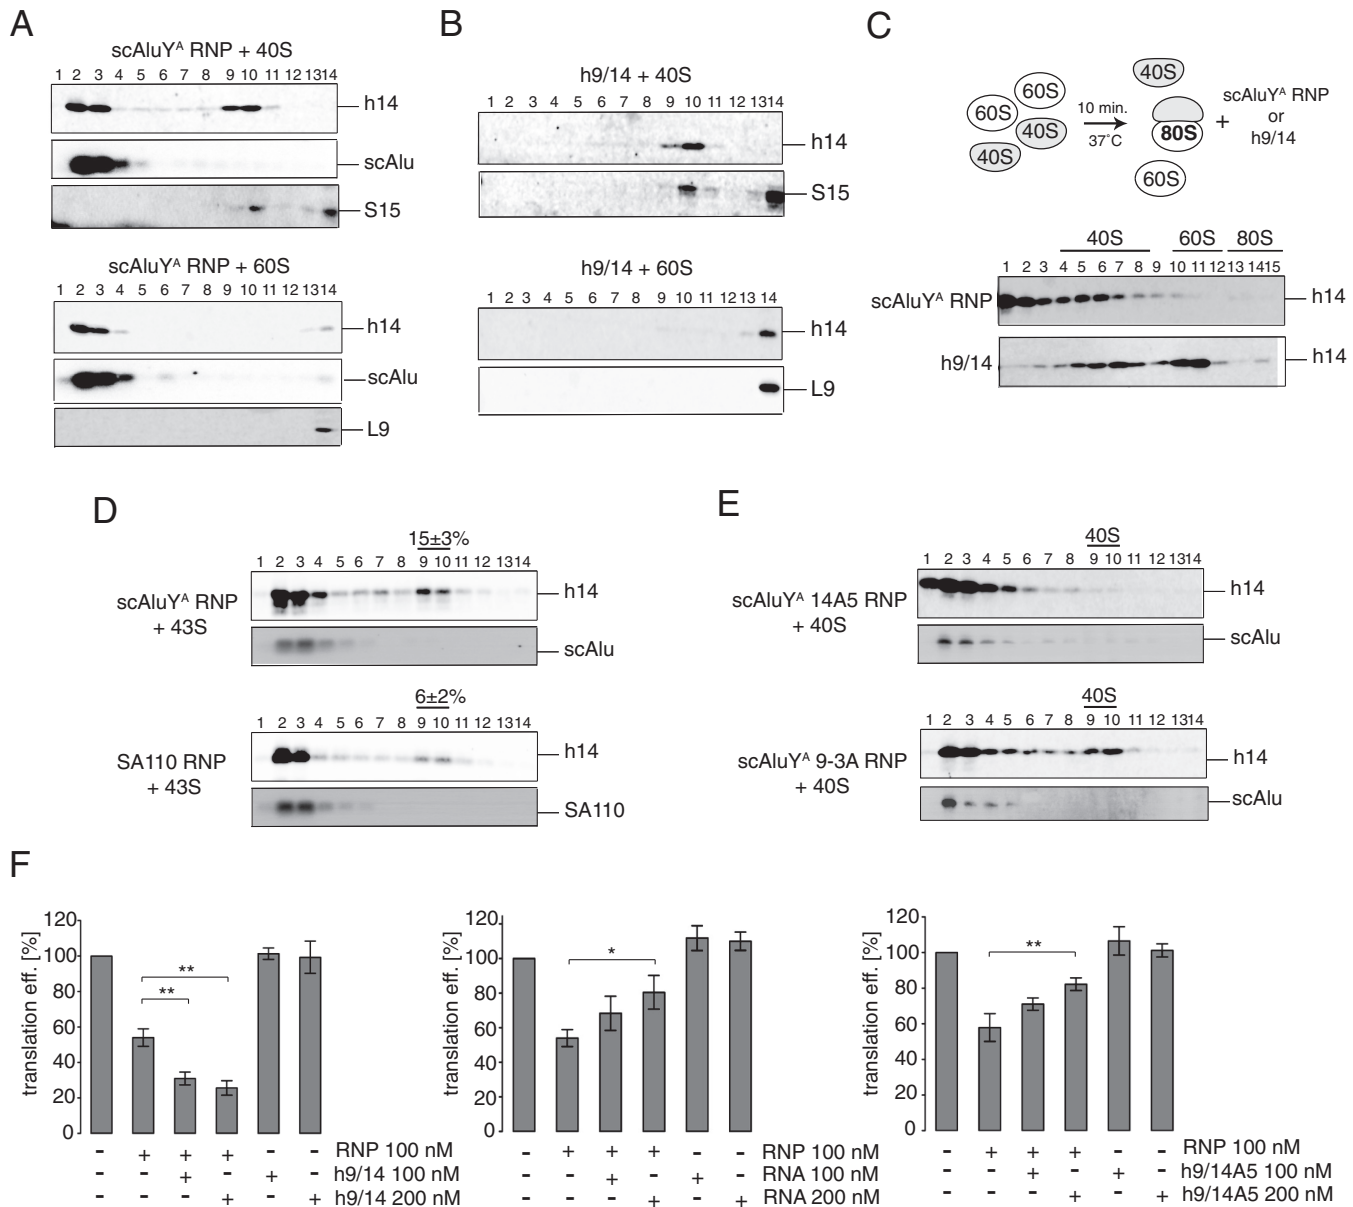 A
scAluYᴬ RNP + 40S
1 2 3 4 5 6 7 8 9 10 11 12 13 14
h14
scAlu
S15
scAluYᴬ RNP + 60S
1 2 3 4 5 6 7 8 9 10 11 12 13 14
h14
scAlu
L9
B
h9/14 + 40S
1 2 3 4 5 6 7 8 9 10 11 12 13 14
h14
S15
h9/14 + 60S
1 2 3 4 5 6 7 8 9 10 11 12 13 14
h14
L9
C
60S
60S
40S
40S
10 min.
37˚C
40S
80S
60S
+
scAluYᴬ RNP
or
h9/14
40S 60S 80S
1 2 3 4 5 6 7 8 9 10 11 12 13 14 15
scAluYᴬ RNP
h14
h9/14
h14
D
15±3%
1 2 3 4 5 6 7 8 9 10 11 12 13 14
scAluYᴬ RNP
+ 43S
h14
scAlu
6±2%
1 2 3 4 5 6 7 8 9 10 11 12 13 14
SA110 RNP
+ 43S
h14
SA110
E
40S
1 2 3 4 5 6 7 8 9 10 11 12 13 14
scAluYᴬ 14A5 RNP
+ 40S
h14
scAlu
40S
1 2 3 4 5 6 7 8 9 10 11 12 13 14
scAluYᴬ 9-3A RNP
+ 40S
h14
scAlu
F
translation eff. [%]
120
100
80
60
40
20
0
**
**
- + + + - - RNP 100 nM
- - + - + - h9/14 100 nM
- - - + - + h9/14 200 nM
translation eff. [%]
120
100
80
60
40
20
0
*
- + + + - - RNP 100 nM
- - + - + - RNA 100 nM
- - - + - + RNA 200 nM
translation eff. [%]
120
100
80
60
40
20
0
**
- + + + - - RNP 100 nM
- - + - + - h9/14A5 100 nM
- - - + - + h9/14A5 200 nM